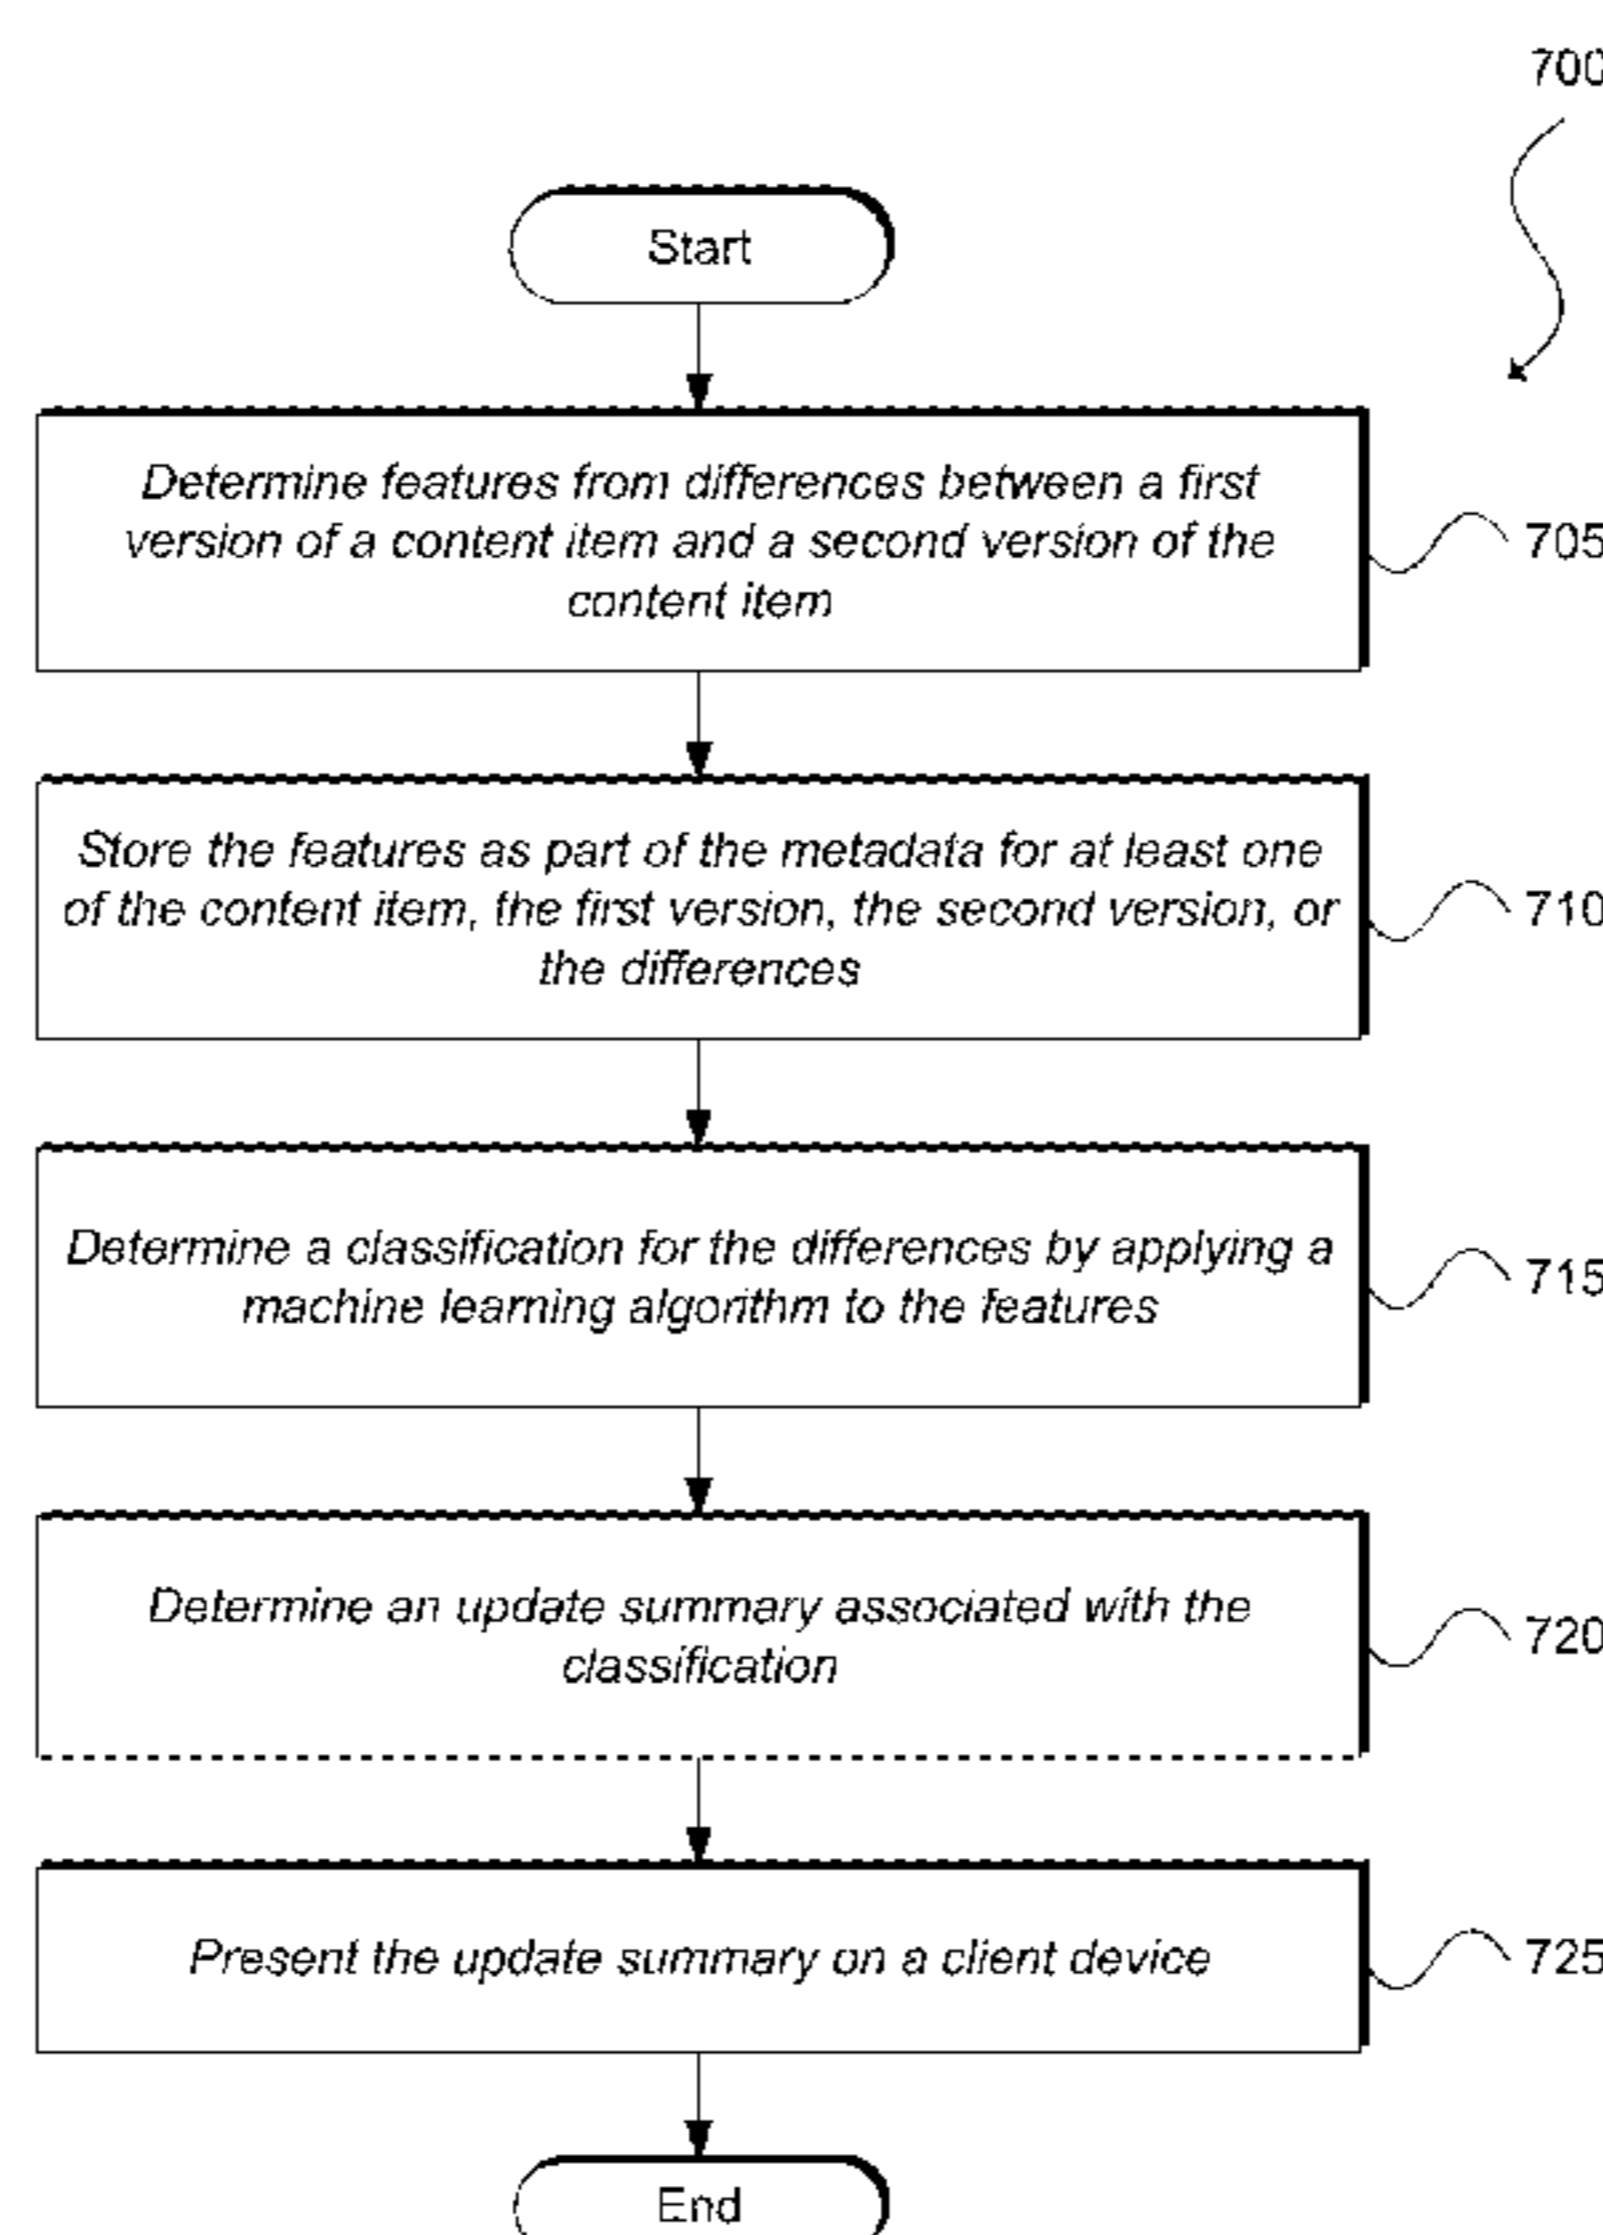 700
Start
Determine features from differences between a first
version of a content item and a second version of the
content item
705
Store the features as part of the metadata for at least one
of the content item, the first version, the second version, or
the differences
710
Determine a classification for the differences by applying a
machine learning algorithm to the features
715
Determine an update summary associated with the
classification
720
Present the update summary on a client device
725
End